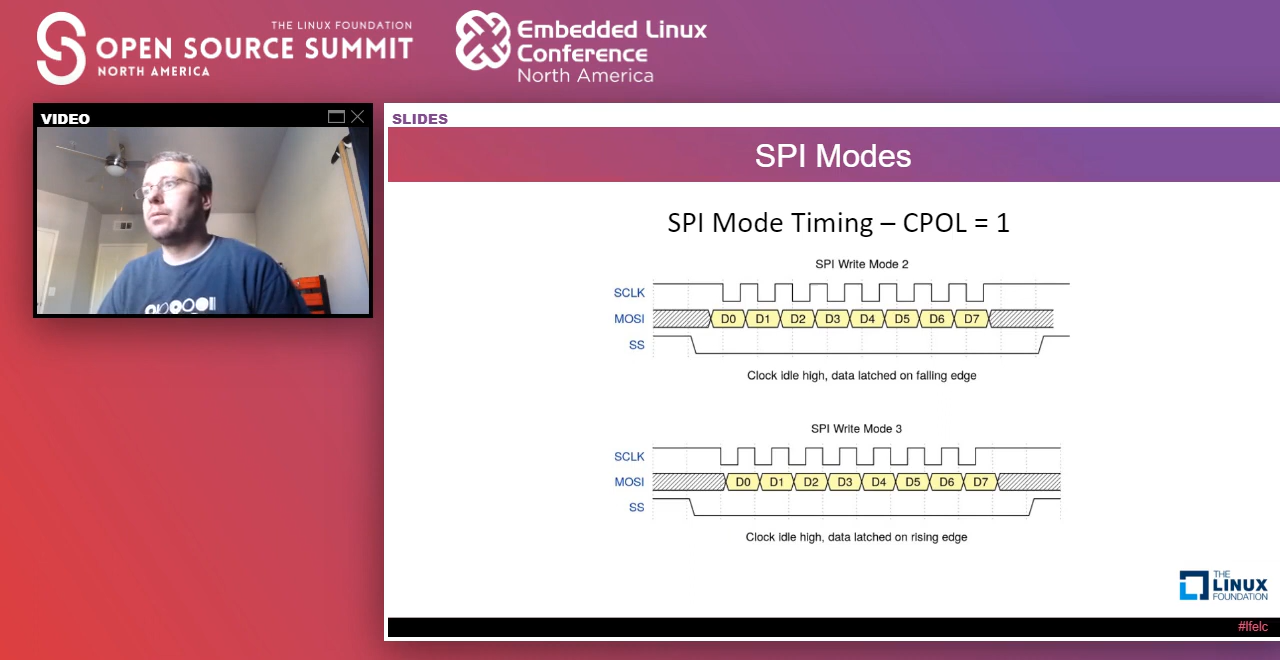 THE LINUX FOUNDATION
OPEN SOURCE SUMMIT
NORTH AMERICA
Embedded Linux
Conference
North America
VIDEO
SLIDES
SPI Modes
SPI Mode Timing – CPOL = 1
SPI Write Mode 2
SCLK
MOSI D0 D1 D2 D3 D4 D5 D6 D7
SS
Clock idle high, data latched on falling edge
SPI Write Mode 3
SCLK
MOSI D0 D1 D2 D3 D4 D5 D6 D7
SS
Clock idle high, data latched on rising edge
THE
LINUX
FOUNDATION
#lfelc